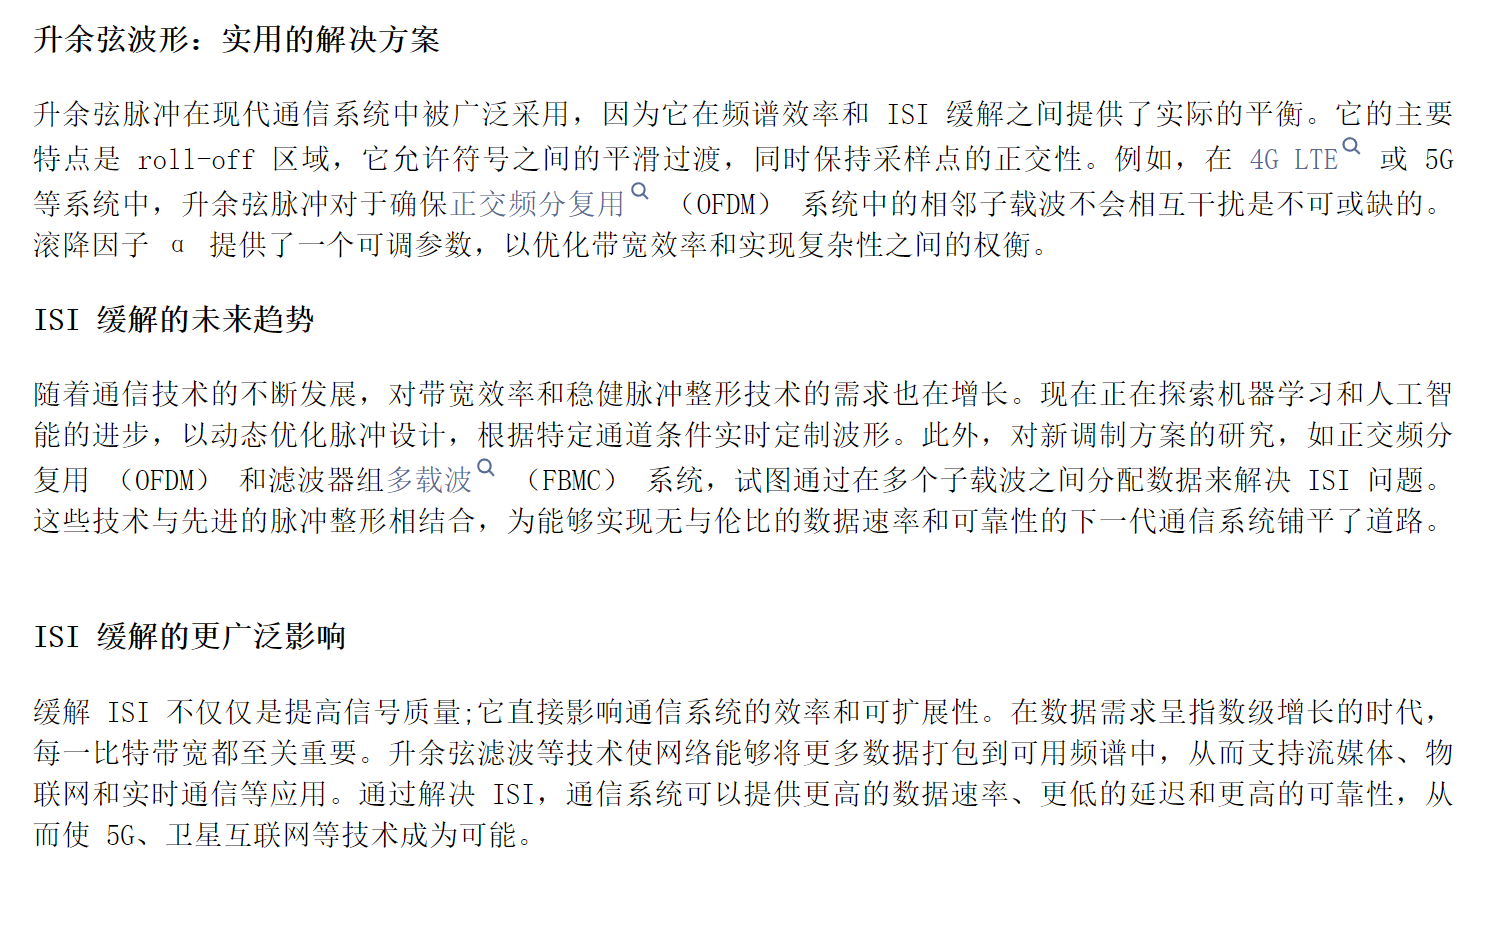 升余弦波形：实用的解决方案
升余弦脉冲在现代通信系统中被广泛采用，因为它在频谱效率和 ISI 缓解之间提供了实际的平衡。它的主要
特点是 roll-off 区域，它允许符号之间的平滑过渡，同时保持采样点的正交性。例如，在 4G LTE 或 5G
等系统中，升余弦脉冲对于确保正交频分复用 （OFDM） 系统中的相邻子载波不会相互干扰是不可或缺的。
滚降因子 α 提供了一个可调参数，以优化带宽效率和实现复杂性之间的权衡。
ISI 缓解的未来趋势
随着通信技术的不断发展，对带宽效率和稳健脉冲整形技术的需求也在增长。现在正在探索机器学习和人工智
能的进步，以动态优化脉冲设计，根据特定通道条件实时定制波形。此外，对新调制方案的研究，如正交频分
复用 （OFDM） 和滤波器组多载波 （FBMC） 系统，试图通过在多个子载波之间分配数据来解决 ISI 问题。
这些技术与先进的脉冲整形相结合，为能够实现无与伦比的数据速率和可靠性的下一代通信系统铺平了道路。
ISI 缓解的更广泛影响
缓解 ISI 不仅仅是提高信号质量;它直接影响通信系统的效率和可扩展性。在数据需求呈指数级增长的时代，
每一比特带宽都至关重要。升余弦滤波等技术使网络能够将更多数据打包到可用频谱中，从而支持流媒体、物
联网和实时通信等应用。通过解决 ISI，通信系统可以提供更高的数据速率、更低的延迟和更高的可靠性，从
而使 5G、卫星互联网等技术成为可能。